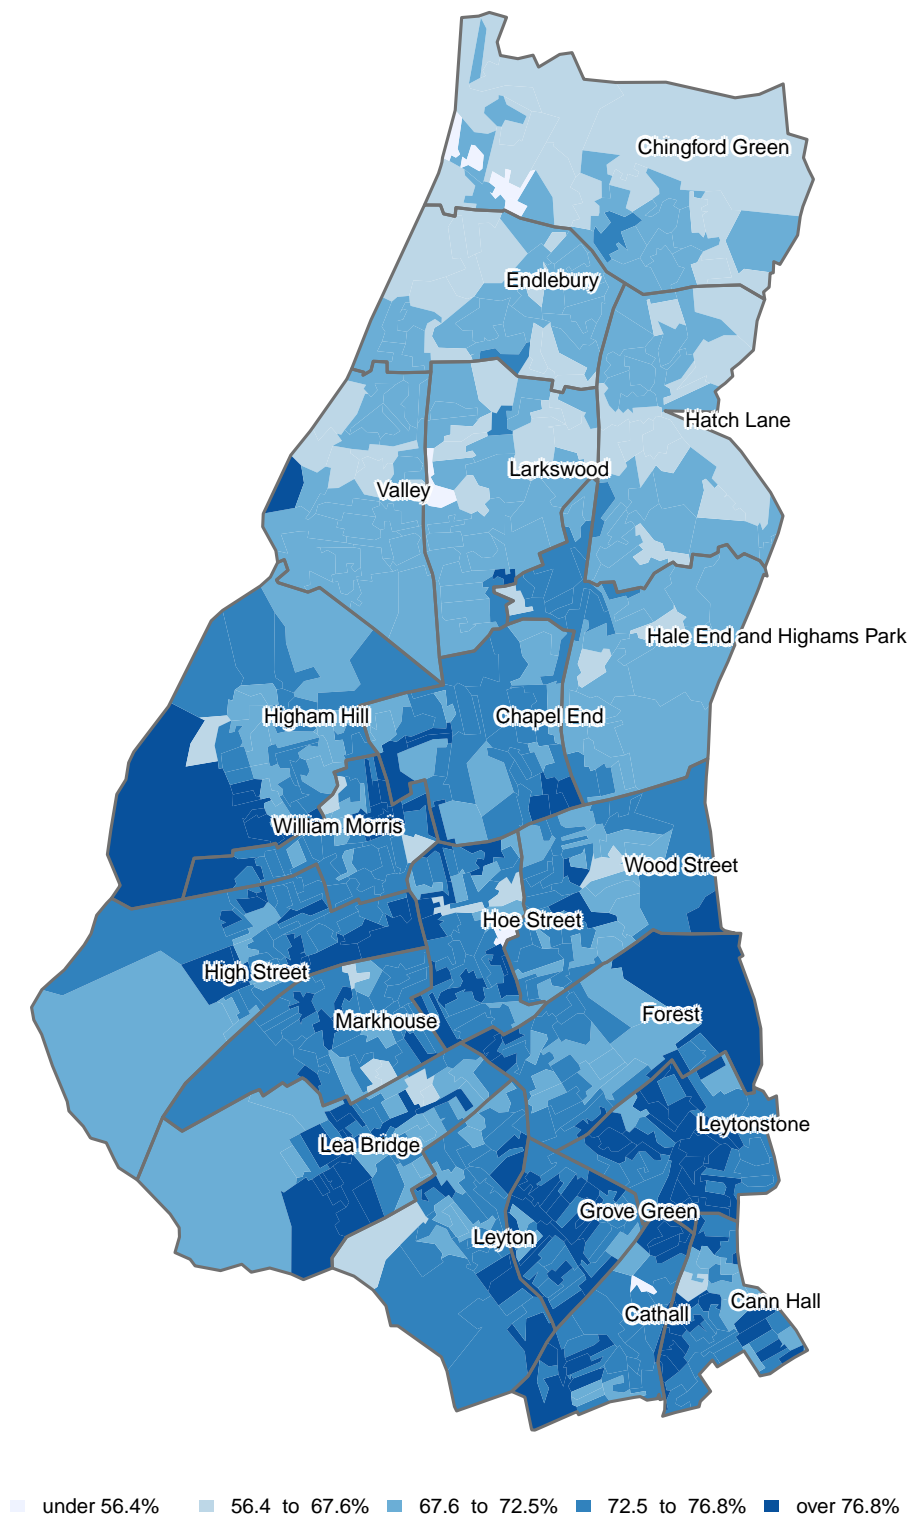 Chingford Green
Endlebury
Hatch Lane
Larkswood
Valley
Hale End and Highams Park
Higham Hill
Chapel End
William Morris
Wood Street
Hoe Street
High Street
Forest
Markhouse
Leytonstone
Lea Bridge
Grove Green
Leyton
Cann Hall
Cathall
under 56.4% 56.4 to 67.6% 67.6 to 72.5% 72.5 to 76.8% over 76.8%